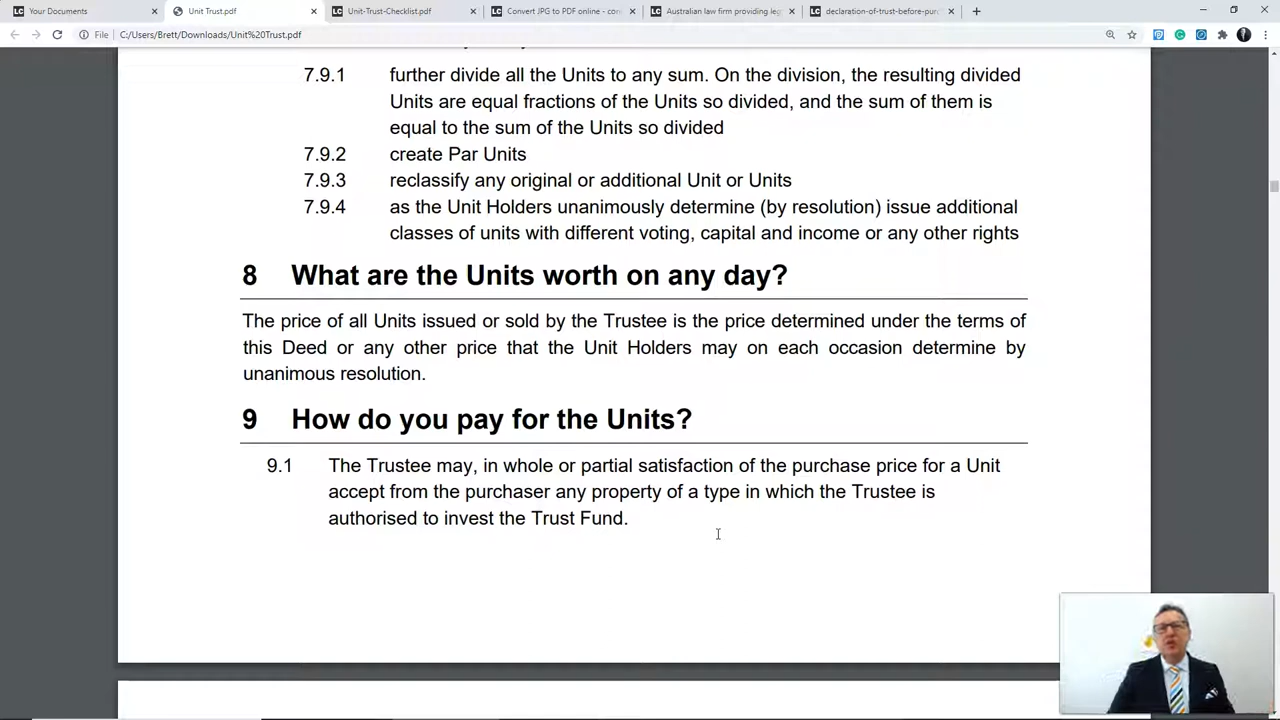 Your Documents
Unit Trust.pdf
Unit-Trust-Checklist.pdf
Convert JPG to PDF online - con
Australian law firm providing leg
declaration-of-trust-before-pur
File
C:/Users/Brett/Downloads/Unit%20Trust.pdf
7.9.1 further divide all the Units to any sum. On the division, the resulting divided
Units are equal fractions of the Units so divided, and the sum of them is
equal to the sum of the Units so divided
7.9.2 create Par Units
7.9.3 reclassify any original or additional Unit or Units
7.9.4 as the Unit Holders unanimously determine (by resolution) issue additional
classes of units with different voting, capital and income or any other rights
8 What are the Units worth on any day?
The price of all Units issued or sold by the Trustee is the price determined under the terms of
this Deed or any other price that the Unit Holders may on each occasion determine by
unanimous resolution.
9 How do you pay for the Units?
9.1 The Trustee may, in whole or partial satisfaction of the purchase price for a Unit
accept from the purchaser any property of a type in which the Trustee is
authorised to invest the Trust Fund.